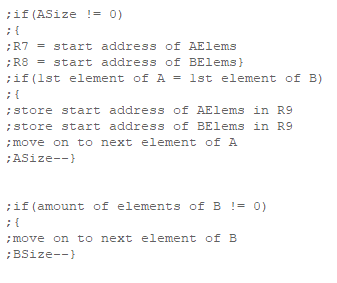 ;if(ASize != 0)
;{
;R7 = start address of AElems
;R8 = start address of BElems}
;if(1st element of A = 1st element of B)
;{
;store start address of AElems in R9
;store start address of BElems in R9
;move on to next element of A
;ASize--}
;if(amount of elements of B != 0)
;{
;move on to next element of B
;BSize--}